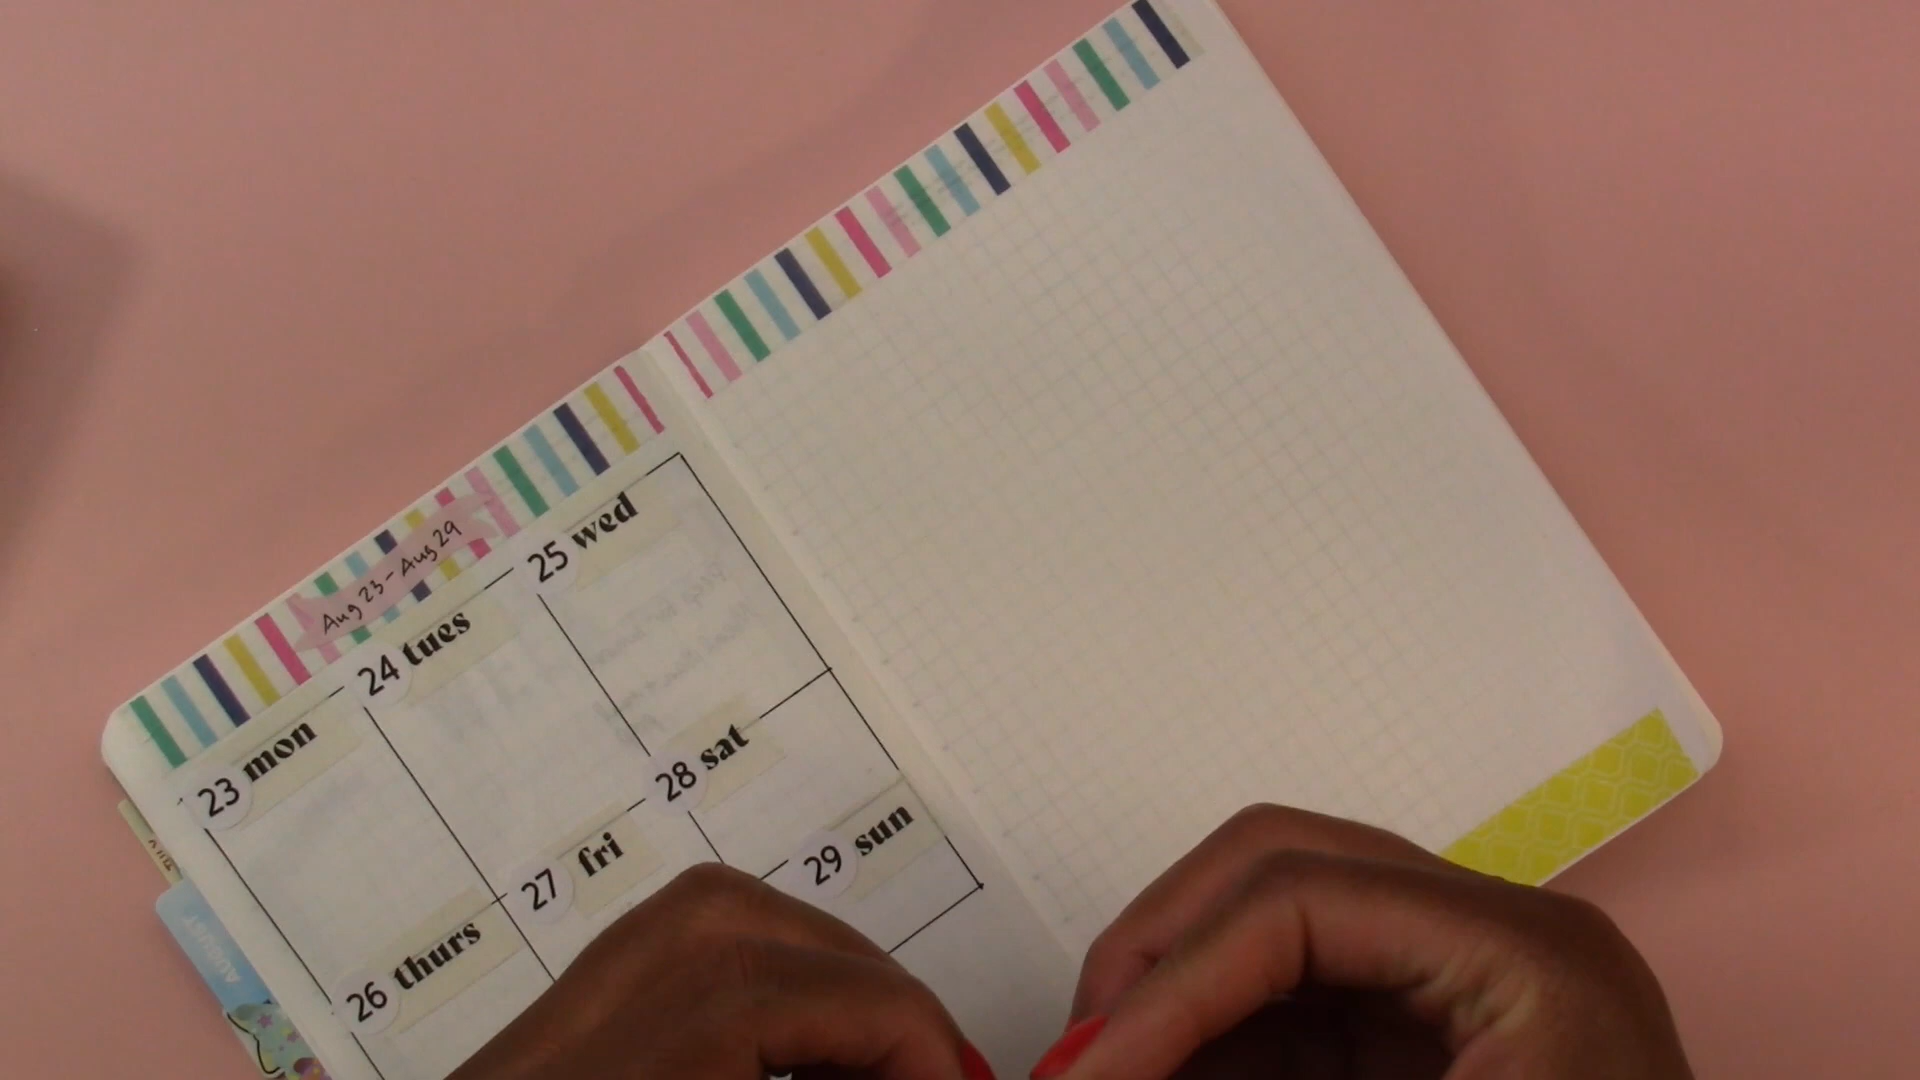 Aug 23 - Aug 29
23 mon
24 tues
25 wed
26 thurs
27 fri
28 sat
29 sun
AUGUST